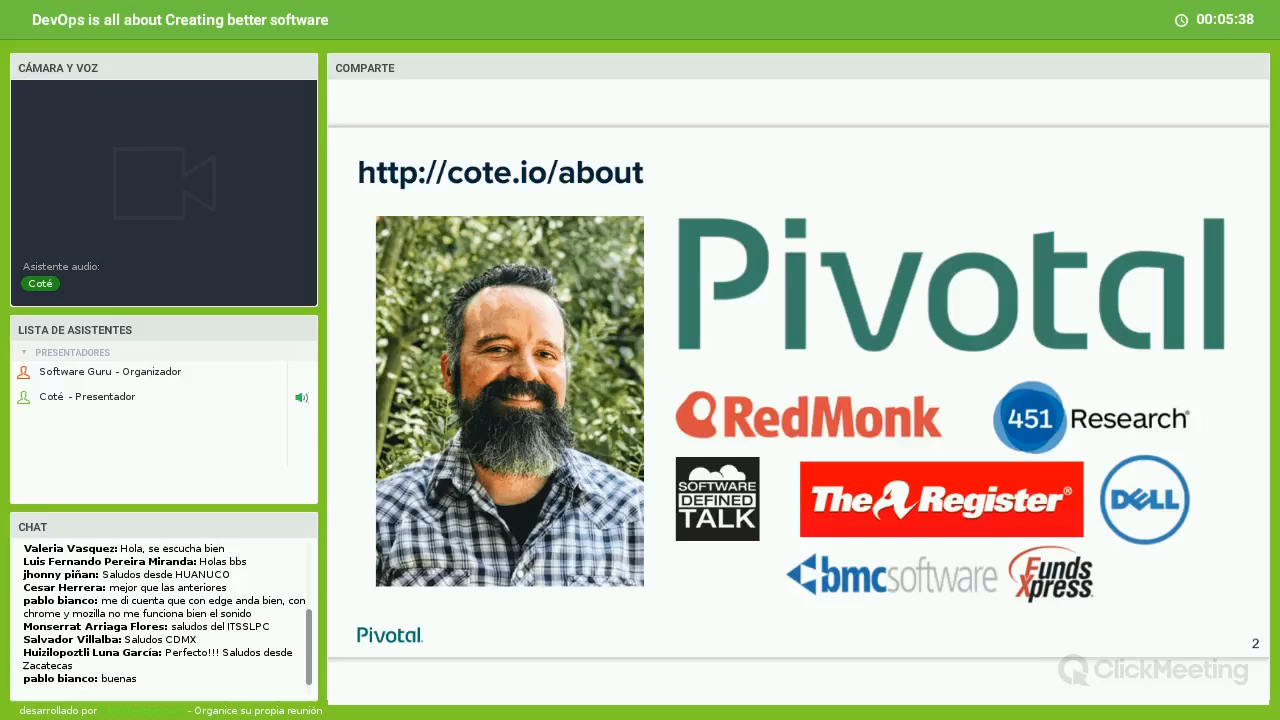 DevOps is all about Creating better software
00:05:38
CÁMARA Y VOZ
Asistente audio:
Coté
LISTA DE ASISTENTES
PRESENTADORES
Software Guru - Organizador
Coté - Presentador
CHAT
Valeria Vasquez: Hola, se escucha bien
Luis Fernando Pereira Miranda: Holas bbs
jhonny piñan: Saludos desde HUANUCO
Cesar Herrera: mejor que las anteriores
pablo bianco: me di cuenta que con edge anda bien, con
chrome y mozilla no me funciona bien el sonido
Monserrat Arriaga Flores: saludos del ITSSLPC
Salvador Villalba: Saludos CDMX
Huizilopoztli Luna García: Perfecto!!! Saludos desde
Zacatecas
pablo bianco: buenas
desarrollado por - Organice su propia reunión
COMPARTE
http://cote.io/about
Pivotal
RedMonk
451 Research
SOFTWARE
DEFINED
TALK
The Register®
DELL
bmcsoftware
Funds
Xpress
Pivotal
2
ClickMeeting